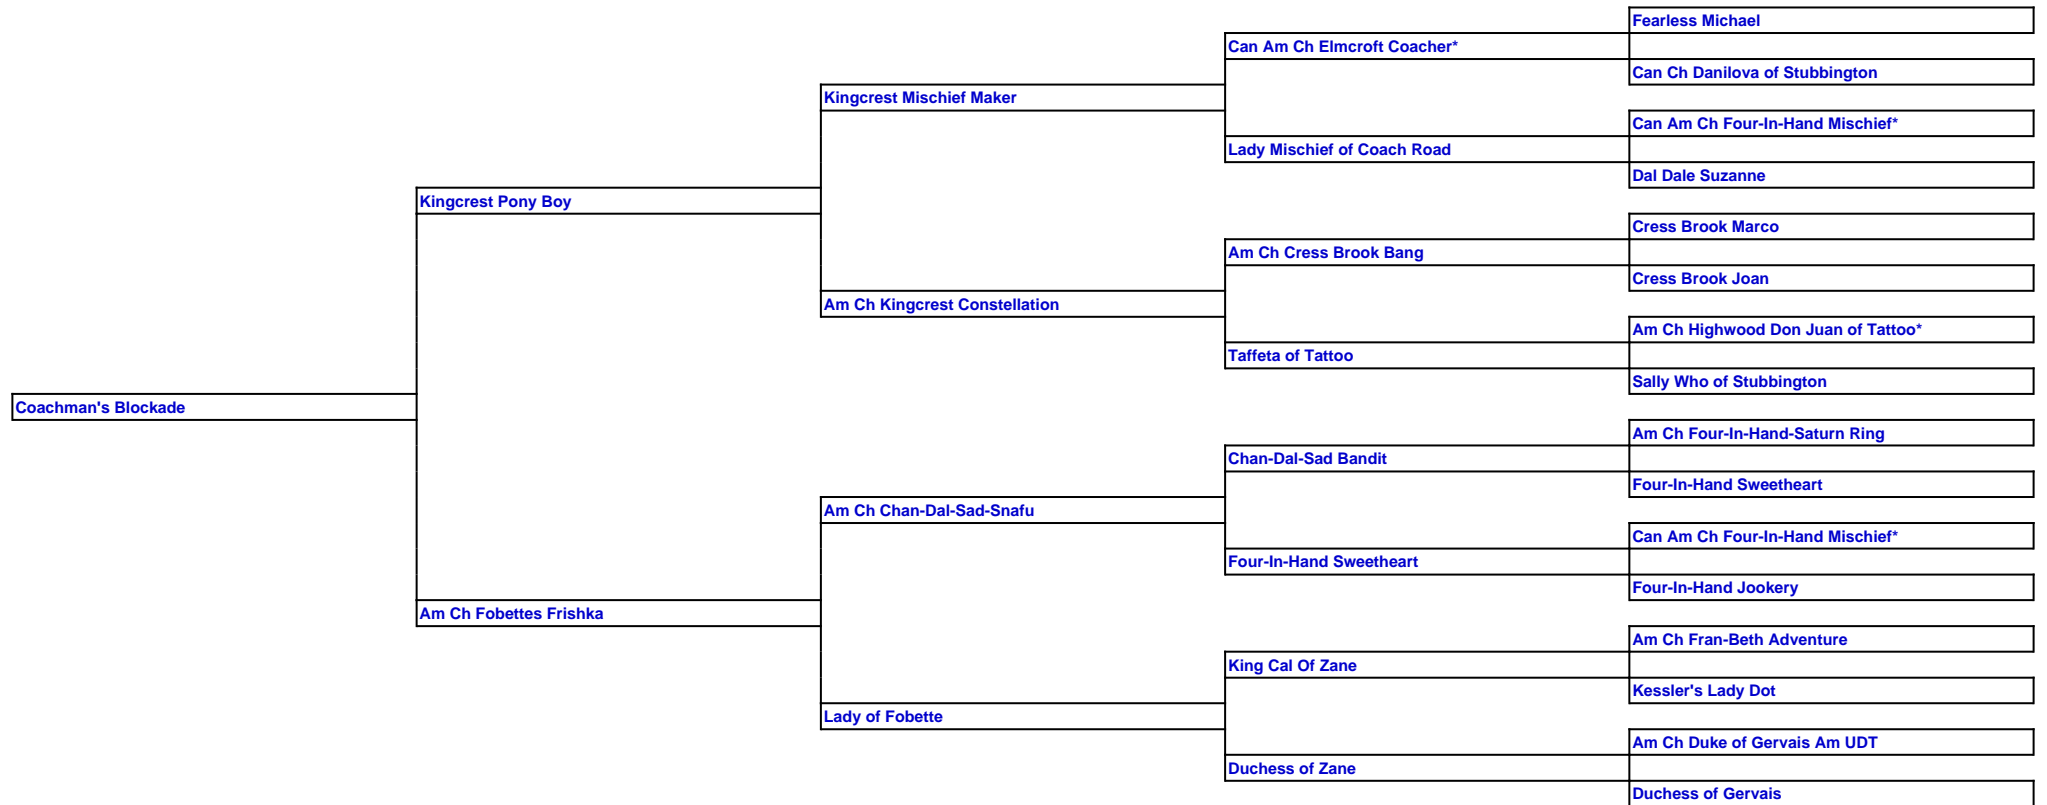 Fearless Michael
Can Am Ch Elmcroft Coacher*
Can Ch Danilova of Stubbington
Kingcrest Mischief Maker
Can Am Ch Four-In-Hand Mischief*
Lady Mischief of Coach Road
Dal Dale Suzanne
Kingcrest Pony Boy
Cress Brook Marco
Am Ch Cress Brook Bang
Cress Brook Joan
Am Ch Kingcrest Constellation
Am Ch Highwood Don Juan of Tattoo*
Taffeta of Tattoo
Sally Who of Stubbington
Coachman's Blockade
Am Ch Four-In-Hand-Saturn Ring
Chan-Dal-Sad Bandit
Four-In-Hand Sweetheart
Am Ch Chan-Dal-Sad-Snafu
Can Am Ch Four-In-Hand Mischief*
Four-In-Hand Sweetheart
Four-In-Hand Jookery
Am Ch Fobettes Frishka
Am Ch Fran-Beth Adventure
King Cal Of Zane
Kessler's Lady Dot
Lady of Fobette
Am Ch Duke of Gervais Am UDT
Duchess of Zane
Duchess of Gervais